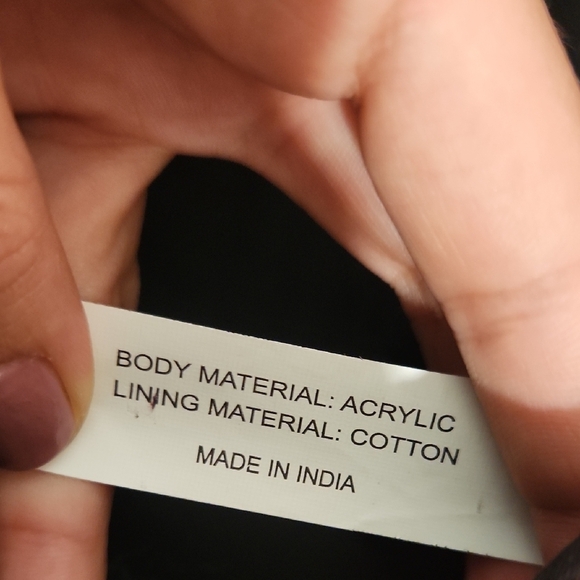 BODY MATERIAL: ACRYLIC
LINING MATERIAL: COTTON
MADE IN INDIA